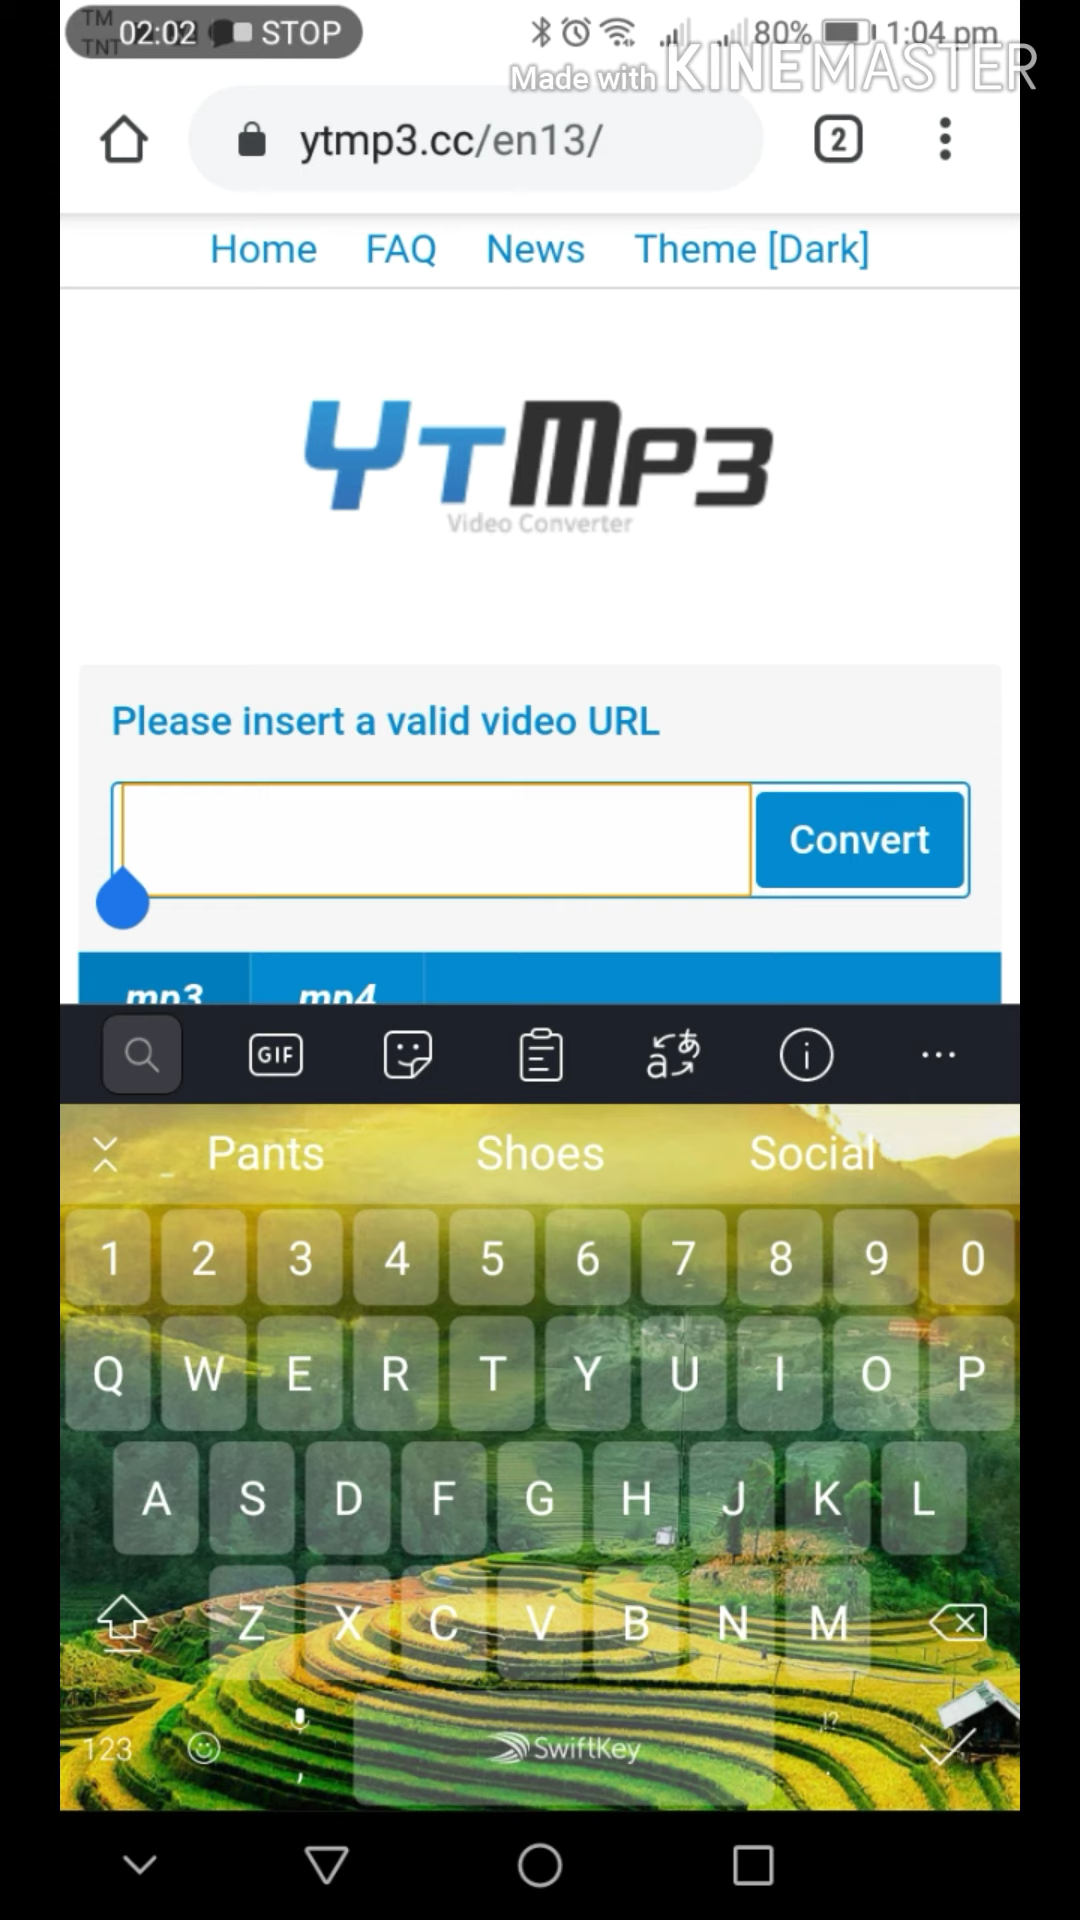 TM
TNT
02:02 STOP
80% 1:04 pm
Made with KINEMASTER
ytmp3.cc/en13/
2
Home FAQ News Theme [Dark]
YTMP3
Video Converter
Please insert a valid video URL
Convert
mp3 mp4
GIF
aあ
Pants Shoes Social
1 2 3 4 5 6 7 8 9 0
Q W E R T Y U I O P
A S D F G H J K L
Z X C V B N M
123 , SwiftKey !? .